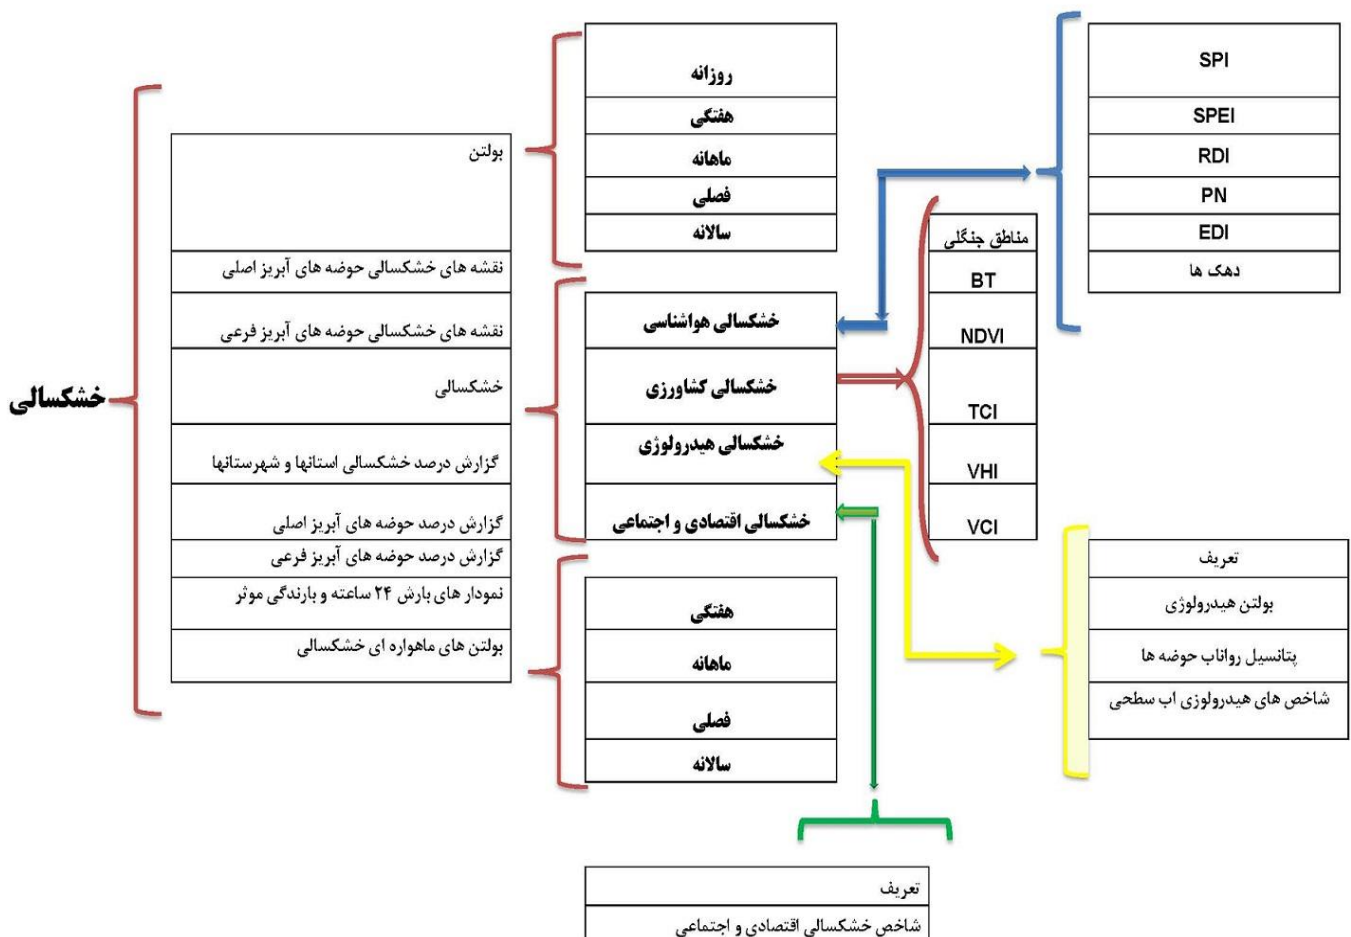 خشکسالی
بولتن
نقشه های خشکسالی حوضه های آبریز اصلی
نقشه های خشکسالی حوضه های آبریز فرعی
خشکسالی
گزارش درصد خشکسالی استانها و شهرستانها
گزارش درصد حوضه های آبریز اصلی
گزارش درصد حوضه های آبریز فرعی
نمودار های بارش ۲۴ ساعته و بارندگی موثر
بولتن های ماهواره ای خشکسالی
روزانه
هفتگی
ماهانه
فصلی
سالانه
خشکسالی هواشناسی
خشکسالی کشاورزی
خشکسالی هیدرولوژی
خشکسالی اقتصادی و اجتماعی
هفتگی
ماهانه
فصلی
سالانه
مناطق جنگلی
BT
NDVI
TCI
VHI
VCI
SPI
SPEI
RDI
PN
EDI
دهک ها
تعریف
بولتن هیدرولوژی
پتانسیل رواناب حوضه ها
شاخص های هیدرولوزی اب سطحی
تعریف
شاخص خشکسالی اقتصادی و اجتماعی